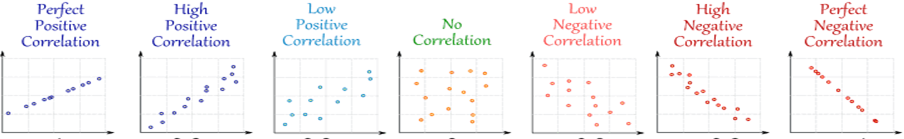 Perfect
Positive
Correlation
High
Positive
Correlation
Low
Positive
Correlation
No
Correlation
Low
Negative
Correlation
High
Negative
Correlation
Perfect
Negative
Correlation